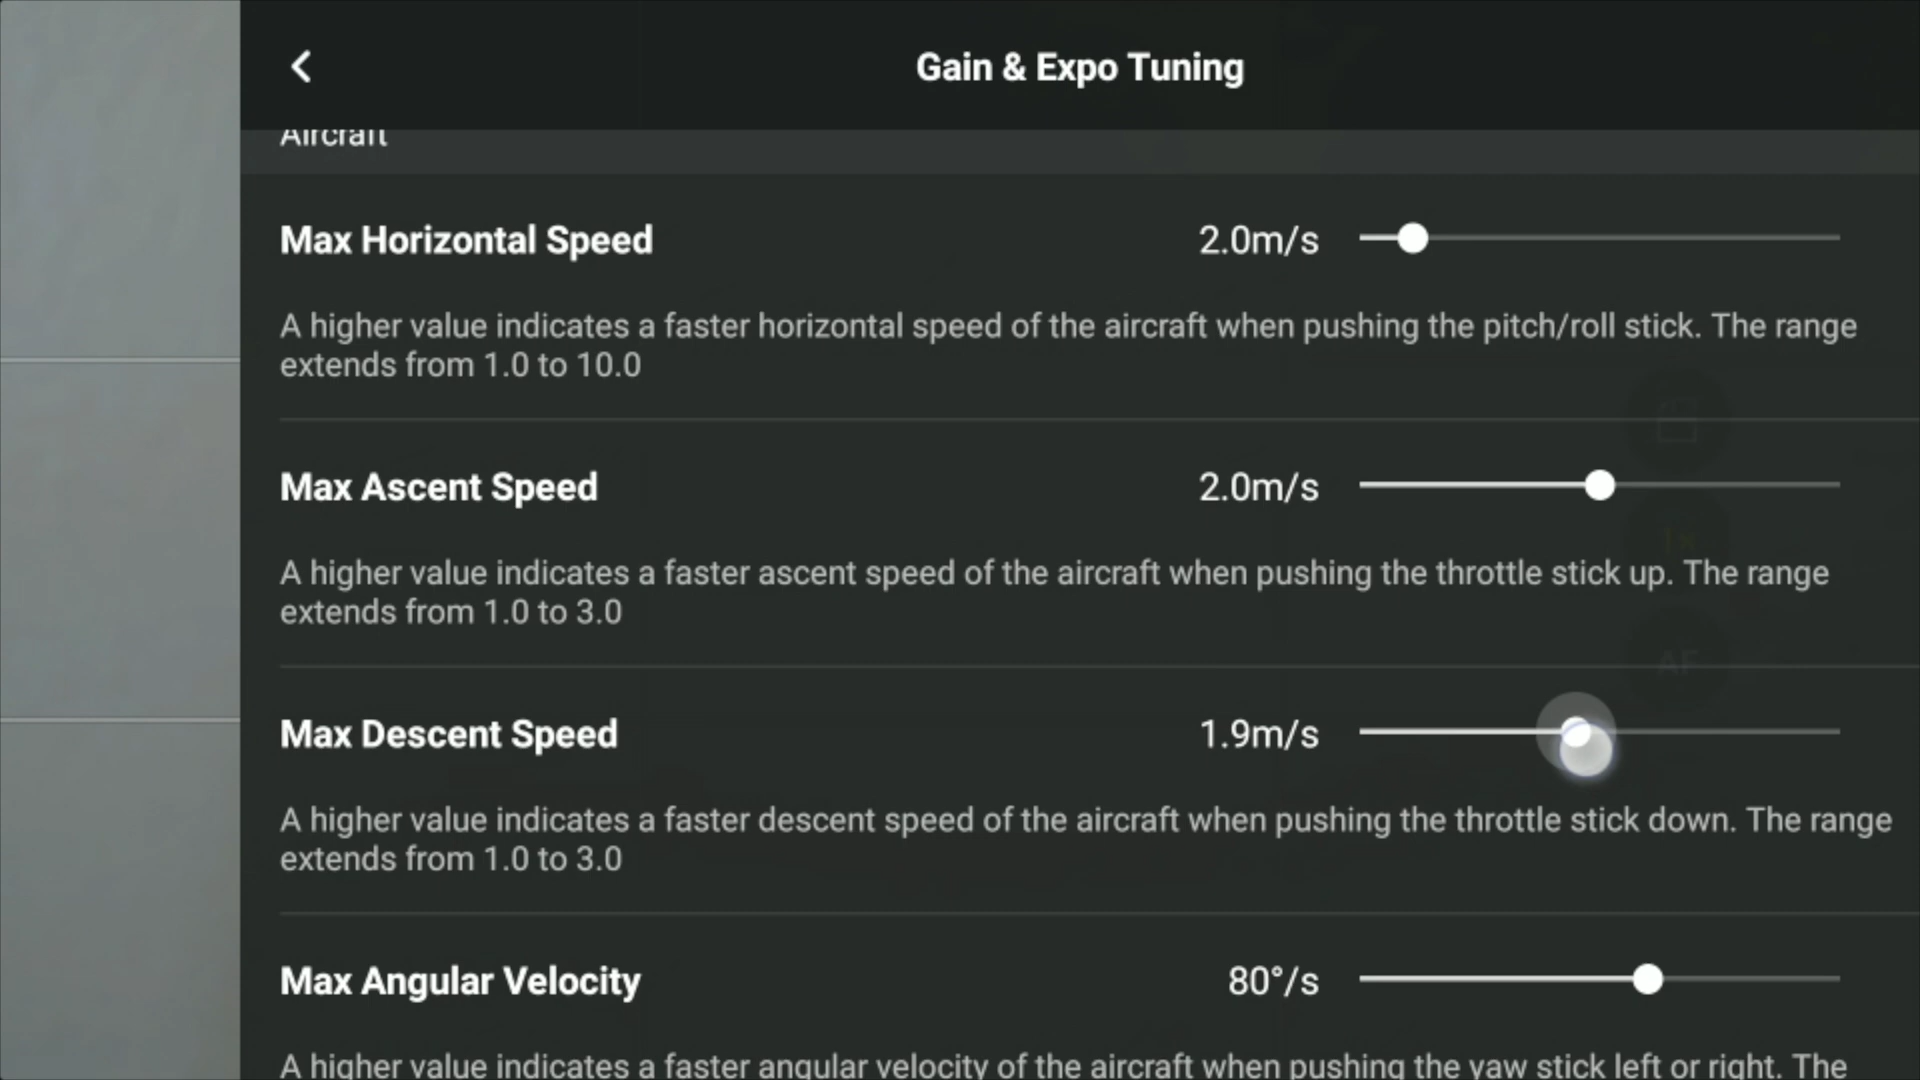 Gain & Expo Tuning
Aircraft
Max Horizontal Speed 2.0m/s
A higher value indicates a faster horizontal speed of the aircraft when pushing the pitch/roll stick. The range
extends from 1.0 to 10.0
1x
Max Ascent Speed 2.0m/s
A higher value indicates a faster ascent speed of the aircraft when pushing the throttle stick up. The range
extends from 1.0 to 3.0
AF
Max Descent Speed 1.9m/s
A higher value indicates a faster descent speed of the aircraft when pushing the throttle stick down. The range
extends from 1.0 to 3.0
Max Angular Velocity 80°/s
A higher value indicates a faster angular velocity of the aircraft when pushing the yaw stick left or right. The